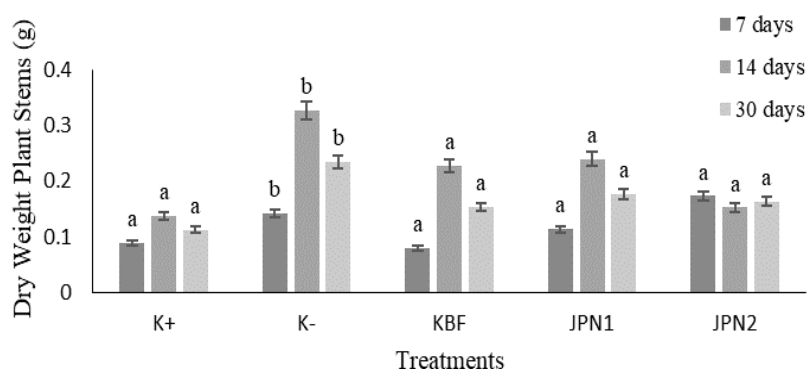 7 days
14 days
30 days
Dry Weight Plant Stems (g)
0.4
0.3
0.2
0.1
0
a a a
b b b
a a a
a a a
a a a
K+ K- KBF JPN1 JPN2
Treatments